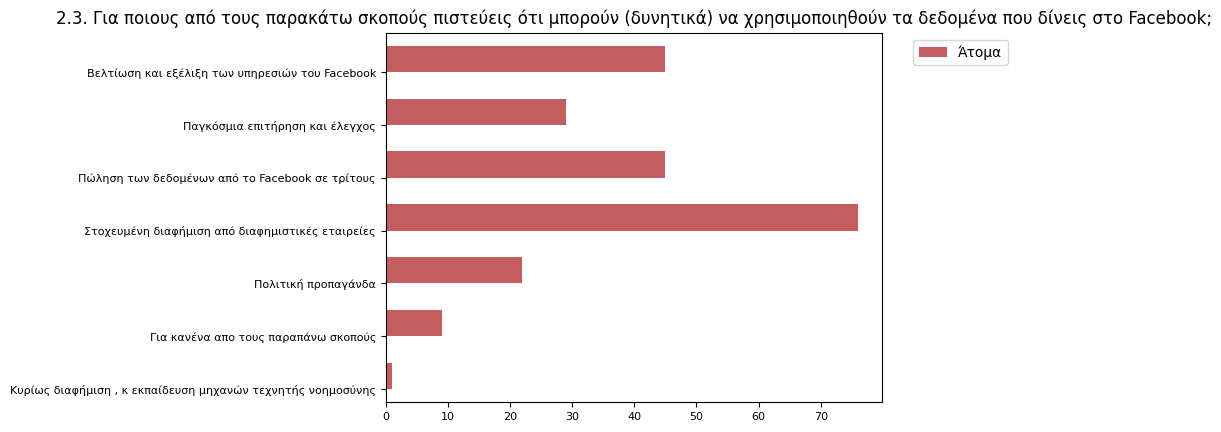 2.3. Για ποιους από τους παρακάτω σκοπούς πιστεύεις ότι μπορούν (δυνητικά) να χρησιμοποιηθούν τα δεδομένα που δίνεις στο Facebook;
Άτομα
Βελτίωση και εξέλιξη των υπηρεσιών του Facebook
Παγκόσμια επιτήρηση και έλεγχος
Πώληση των δεδομένων από το Facebook σε τρίτους
Στοχευμένη διαφήμιση από διαφημιστικές εταιρείες
Πολιτική προπαγάνδα
Για κανένα απο τους παραπάνω σκοπούς
Κυρίως διαφήμιση , κ εκπαίδευση μηχανών τεχνητής νοημοσύνης
0 10 20 30 40 50 60 70